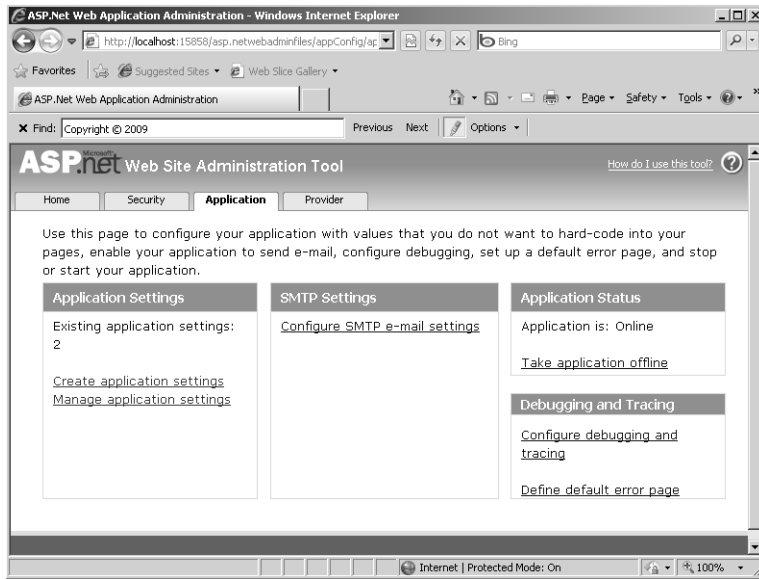 ASP.Net Web Application Administration - Windows Internet Explorer
http://localhost:15858/asp.netwebadminfiles/appConfig/ap
Bing
Favorites
Suggested Sites
Web Slice Gallery
ASP.Net Web Application Administration
Page
Safety
Tools
»
x Find: Copyright © 2009
Previous Next
Options
Microsoft
ASP.net Web Site Administration Tool
How do I use this tool? ?
Home
Security
Application
Provider
Use this page to configure your application with values that you do not want to hard-code into your
pages, enable your application to send e-mail, configure debugging, set up a default error page, and stop
or start your application.
Application Settings
Existing application settings:
2
Create application settings
Manage application settings
SMTP Settings
Configure SMTP e-mail settings
Application Status
Application is: Online
Take application offline
Debugging and Tracing
Configure debugging and
tracing
Define default error page
Internet | Protected Mode: On
100%